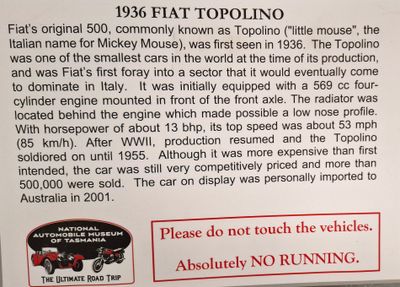 1936 FIAT TOPOLINO
Fiat's original 500, commonly known as Topolino ("little mouse", the
Italian name for Mickey Mouse), was first seen in 1936.  The Topolino
was one of the smallest cars in the world at the time of its production,
and was Fiat's first foray into a sector that it would eventually come
to dominate in Italy.  It was initially equipped with a 569 cc four-
cylinder engine mounted in front of the front axle. The radiator was
located behind the engine which made possible a low nose profile.
With horsepower of about 13 bhp, its top speed was about 53 mph
(85 km/h). After WWII, production resumed and the Topolino
soldiored on until 1955.  Although it was more expensive than first
intended, the car was still very competitively priced and more than
500,000 were sold.  The car on display was personally imported to
Australia in 2001.
NATIONAL
AUTOMOBILE MUSEUM
OF TASMANIA
THE ULTIMATE ROAD TRIP
Please do not touch the vehicles.
Absolutely NO RUNNING.